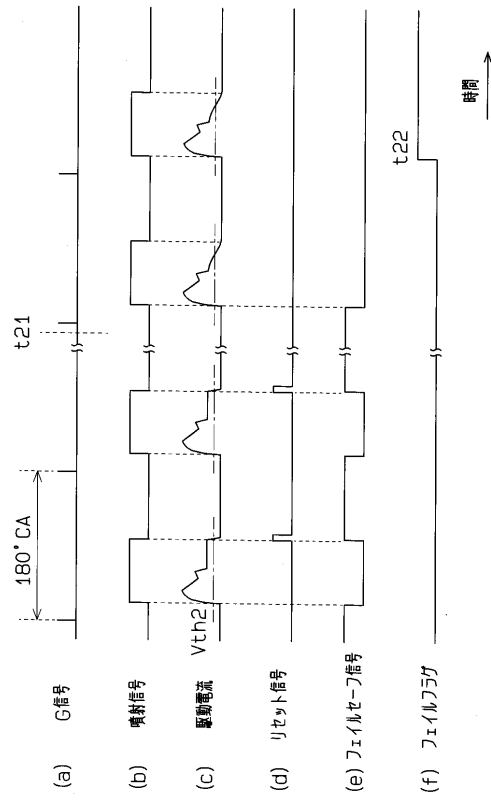 180°CA
t21
(a) G信号
(b) 噴射信号
Vth2
(c) 駆動電流
(d) リセット信号
(e) フェイルセーフ信号
t22
(f) フェイルフラグ
時間